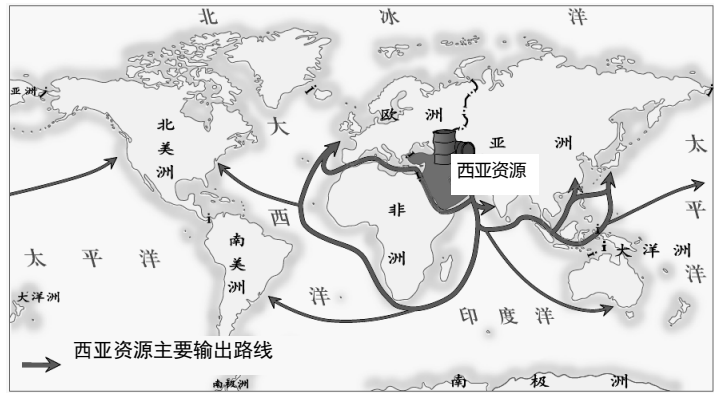 北 冰 洋
亚洲
北美洲
大西洋
欧 洲
亚 洲
西亚资源
太平洋
非洲
南美洲
太 平 洋
大洋洲
大洋洲
印 度 洋
西亚资源主要输出路线
南极洲
南 极 洲